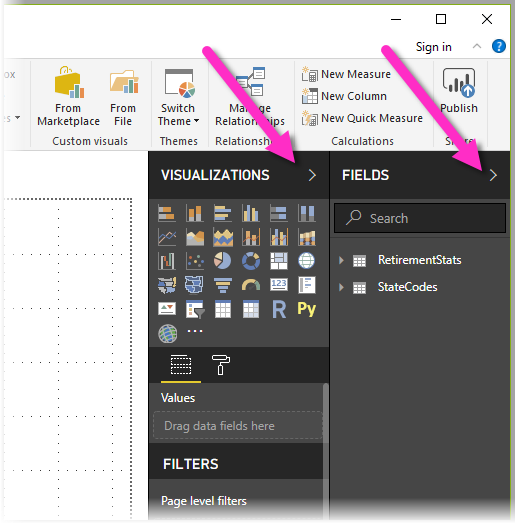 Sign in
?
ox
es
From
Marketplace
From
File
Switch
Theme
Manage
Relationships
New Measure
New Column
New Quick Measure
Publish
Custom visuals
Themes
Relationships
Calculations
Share
VISUALIZATIONS
FIELDS
Search
RetirementStats
StateCodes
123
R
Py
...
Values
Drag data fields here
FILTERS
Page level filters